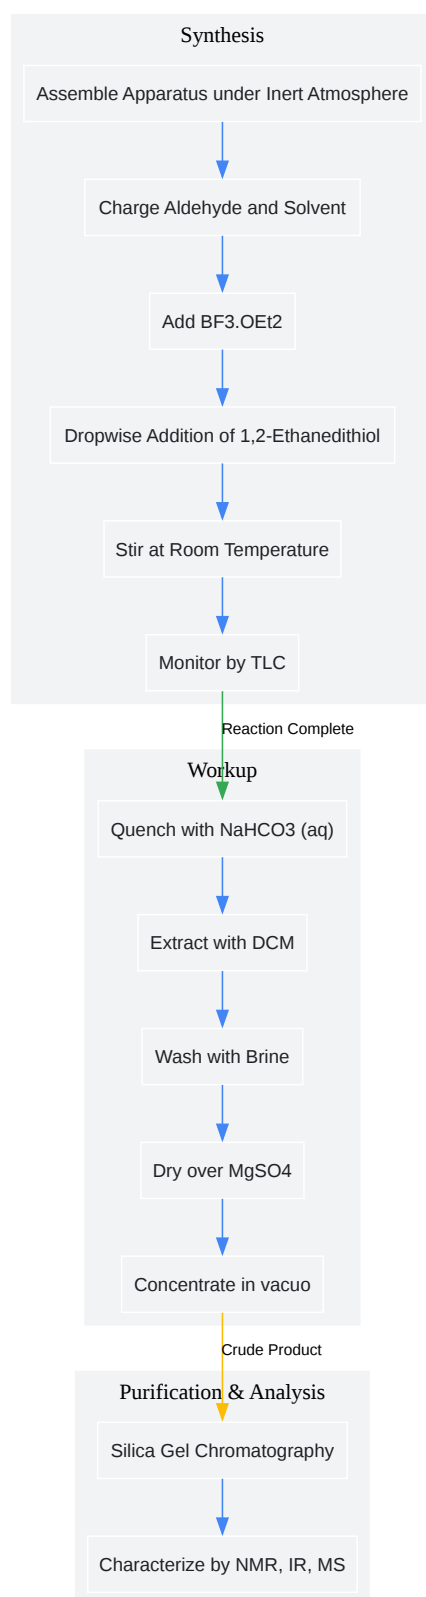 Synthesis
Assemble Apparatus under Inert Atmosphere
Charge Aldehyde and Solvent
Add BF3.OEt2
Dropwise Addition of 1,2-Ethanedithiol
Stir at Room Temperature
Monitor by TLC
Reaction Complete
Workup
Quench with NaHCO3 (aq)
Extract with DCM
Wash with Brine
Dry over MgSO4
Concentrate in vacuo
Crude Product
Purification & Analysis
Silica Gel Chromatography
Characterize by NMR, IR, MS